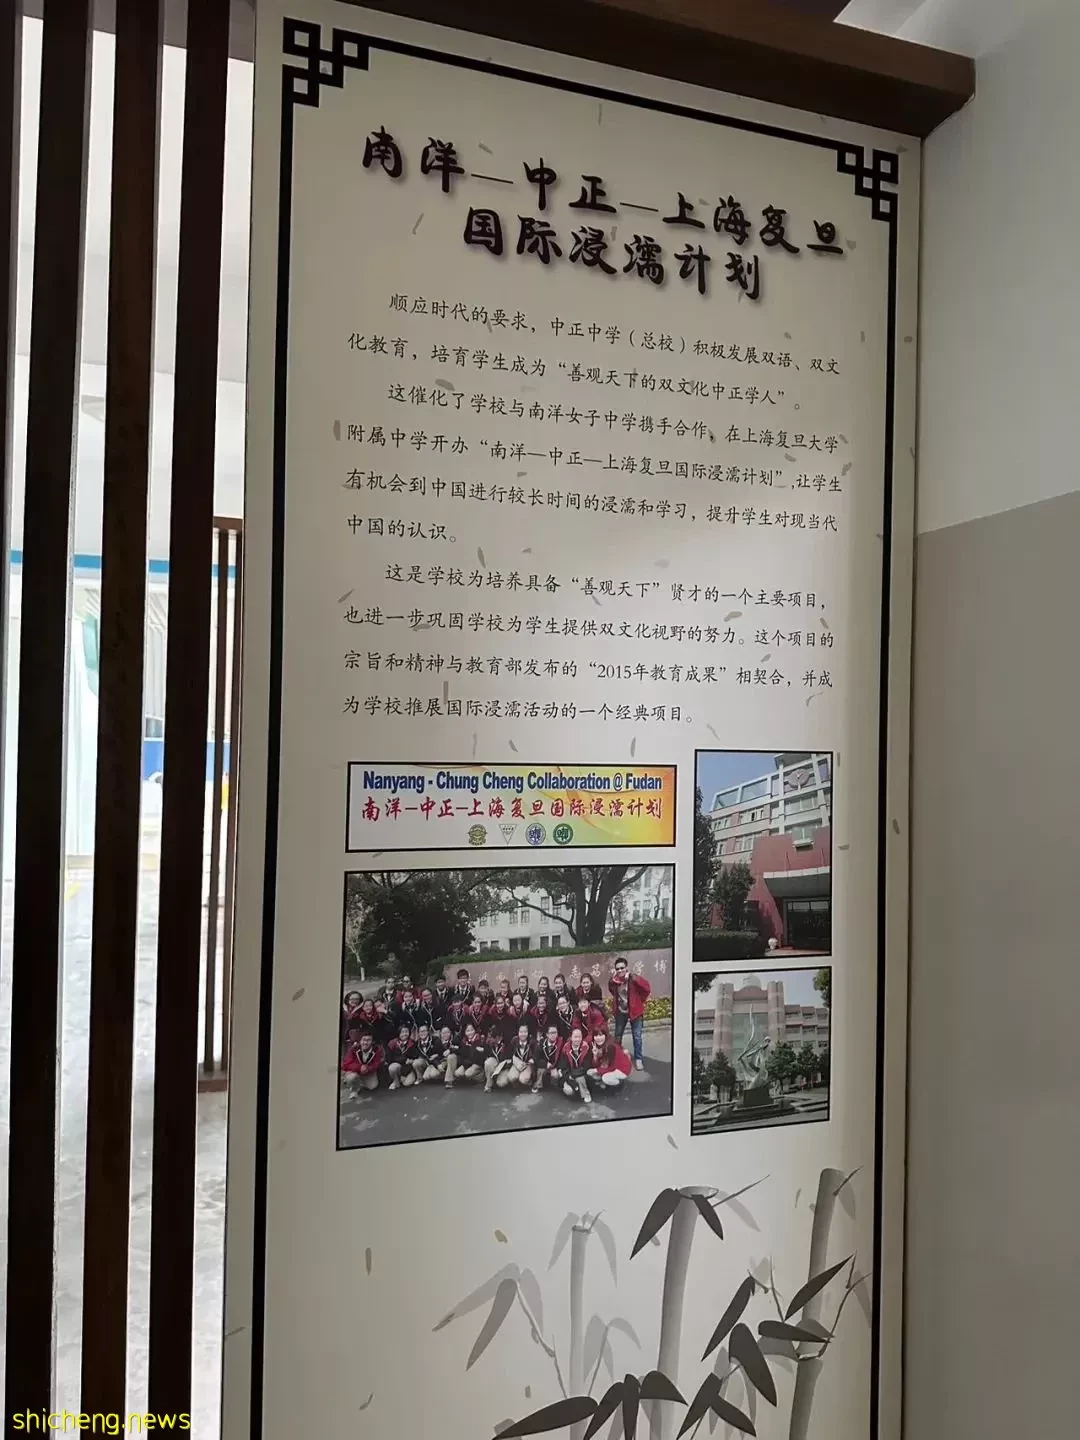 南洋—中正—上海复旦
国际浸濡计划
顺应时代的要求，中正中学（总校）积极发展双语、双文
化教育，培育学生成为“善观天下的双文化中正学人”。
这催化了学校与南洋女子中学携手合作，在上海复旦大学
附属中学开办“南洋—中正—上海复旦国际浸濡计划”,让学生
有机会到中国进行较长时间的浸濡和学习，提升学生对现当代
中国的认识。
这是学校为培养具备“善观天下”贤才的一个主要项目，
也进一步巩固学校为学生提供双文化视野的努力。这个项目的
宗旨和精神与教育部发布的“2015年教育成果”相契合，并成
为学校推展国际浸濡活动的一个经典项目。
Nanyang - Chung Cheng Collaboration @ Fudan
南洋–中正–上海复旦国际浸濡计划
shicheng.news